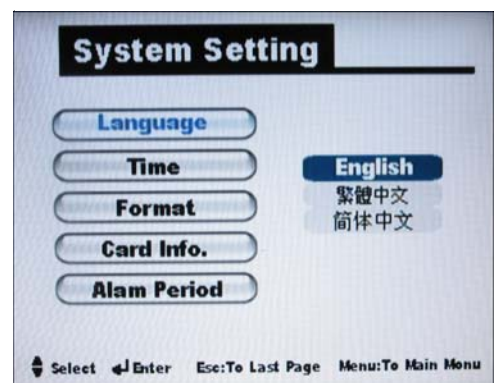 System Setting
Language
Time
Format
Card Info.
Alam Period
English
繁體中文
简体中文
Select Enter Esc:To Last Page Menu:To Main Monu